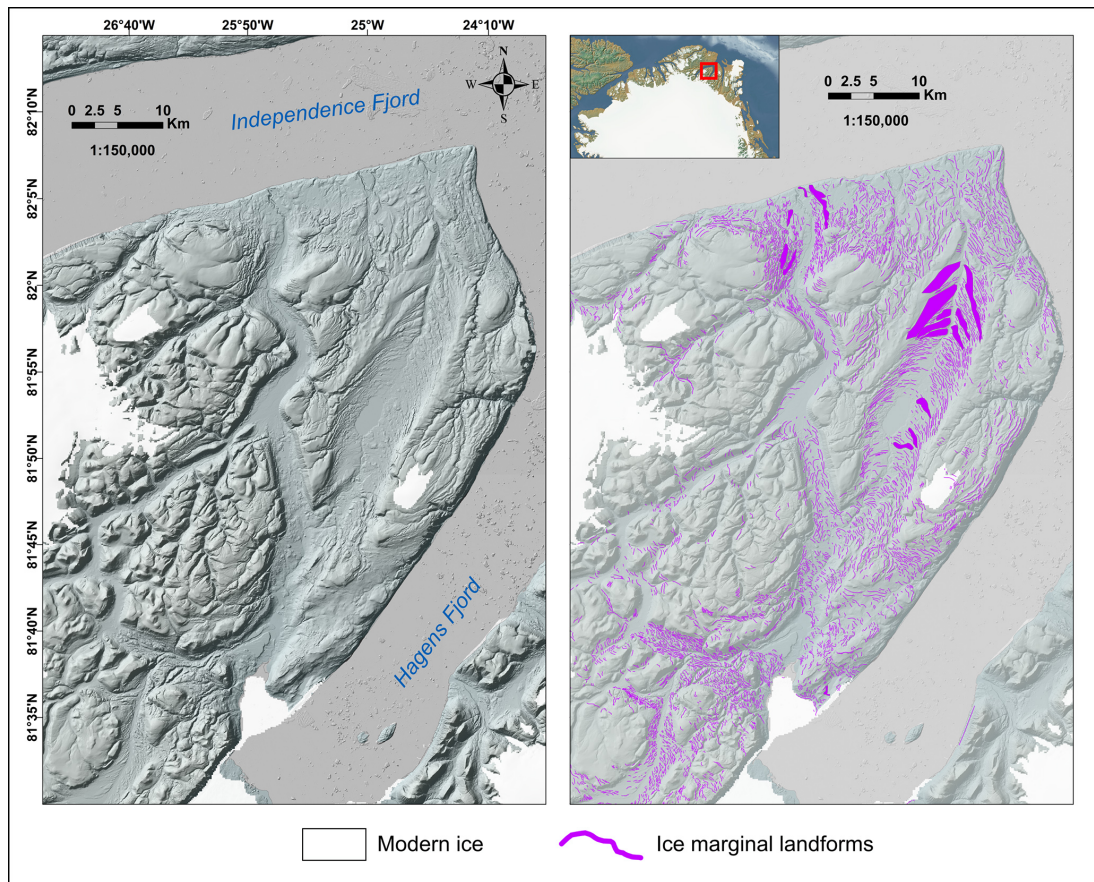 26°40'W 25°50'W 25°0'W 24°10'W
82°10'N
82°5'N
82°N
81°55'N
81°50'N
81°45'N
81°40'N
81°35'N
N
W E
S
0 2.5 5 10
Km
1:150,000
Independence Fjord
Hagens Fjord
0 2.5 5 10
Km
1:150,000
Modern ice
Ice marginal landforms